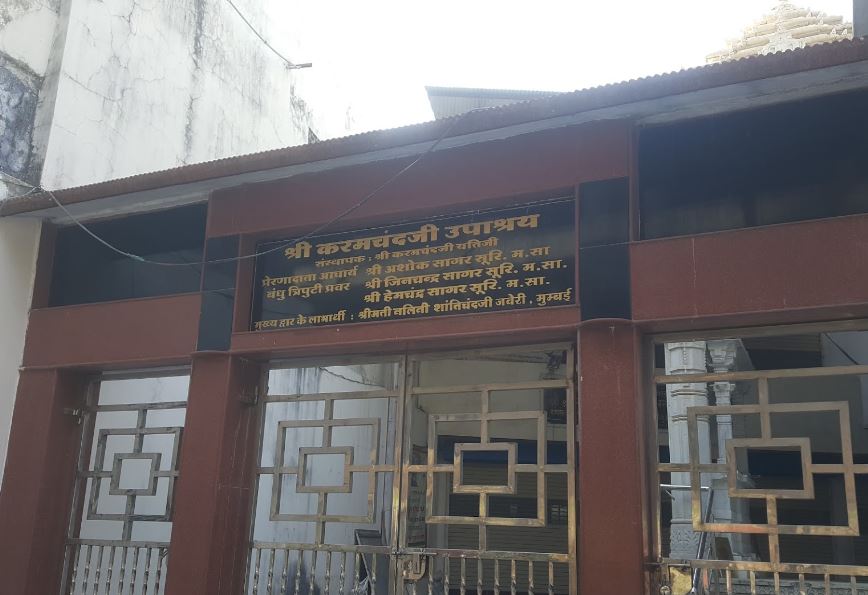 श्री करमचंदजी उपाश्रय
संस्थापक : श्री करमचंदजी यतिजी
प्रेरणादाता आचार्य श्री अशोक सागर सूरि. म.सा
बंधु त्रिपुटी प्रवर श्री जिनचन्द्र सागर सूरि. म.सा.
श्री हेमचंद्र सागर सूरि. म.सा.
मुख्य द्वार के लाभार्थी : श्रीमती नलिती शांतिचंदजी जवेरी, मुम्बई